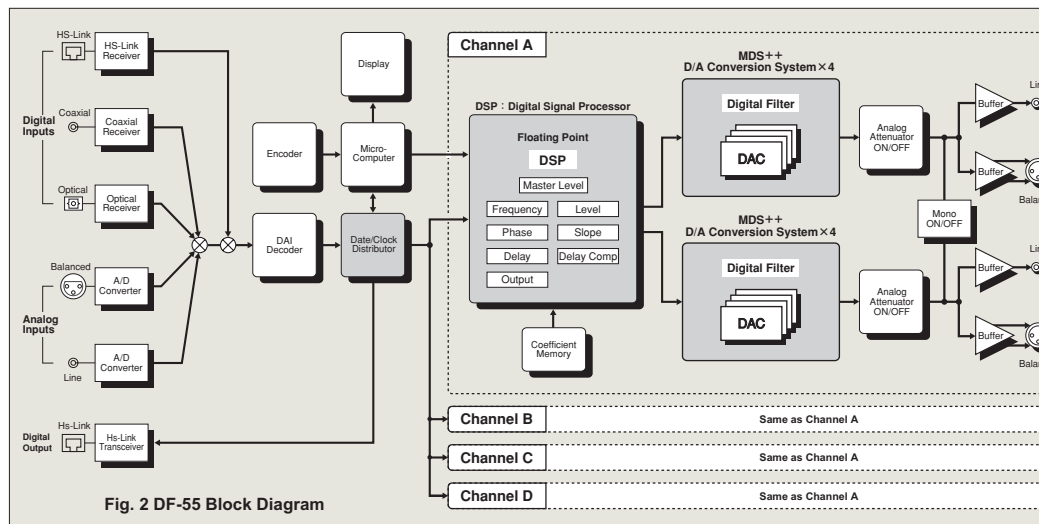 HS-Link
HS-Link
Receiver
Digital
Inputs
Coaxial
Coaxial
Receiver
Optical
Optical
Receiver
Balanced
A/D
Converter
Analog
Inputs
Line
A/D
Converter
Digital
Output
Hs-Link
Hs-Link
Transceiver
Display
Encoder
Micro-
Computer
DAI
Decoder
Date/Clock
Distributor
Channel A
DSP : Digital Signal Processor
Floating Point
DSP
Master Level
Frequency
Level
Phase
Slope
Delay
Delay Comp
Output
Coefficient
Memory
MDS++
D/A Conversion System×4
Digital Filter
DAC
Analog
Attenuator
ON/OFF
Buffer
Buffer
Mono
ON/OFF
MDS++
D/A Conversion System×4
Digital Filter
DAC
Analog
Attenuator
ON/OFF
Buffer
Buffer
Channel B
Same as Channel A
Channel C
Same as Channel A
Channel D
Same as Channel A
Fig. 2 DF-55 Block Diagram